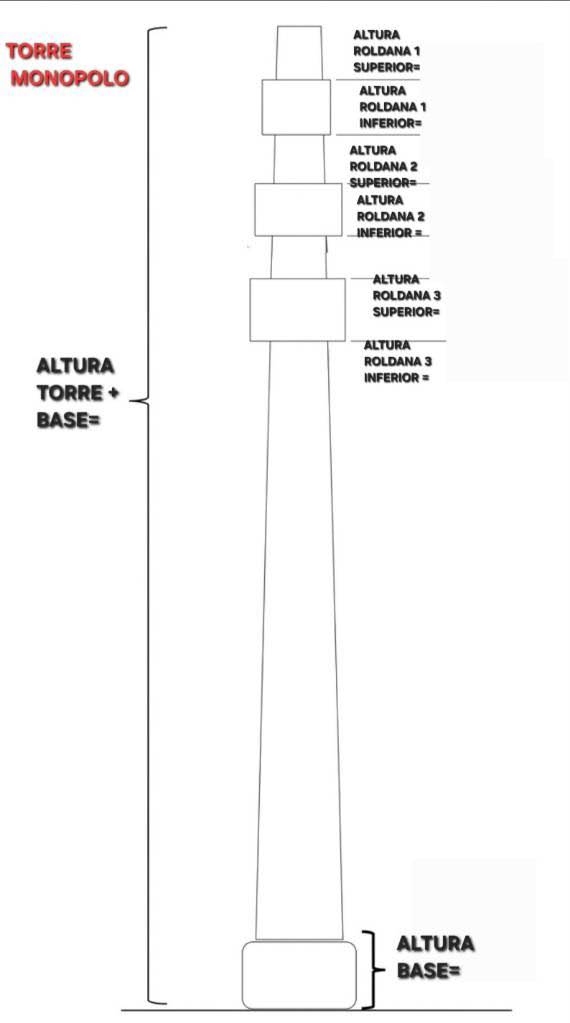 TORRE
MONOPOLO
ALTURA
ROLDANA 1
SUPERIOR=
ALTURA
ROLDANA 1
INFERIOR=
ALTURA
ROLDANA 2
SUPERIOR=
ALTURA
ROLDANA 2
INFERIOR =
ALTURA
ROLDANA 3
SUPERIOR=
ALTURA
ROLDANA 3
INFERIOR =
ALTURA
TORRE +
BASE=
ALTURA
BASE=